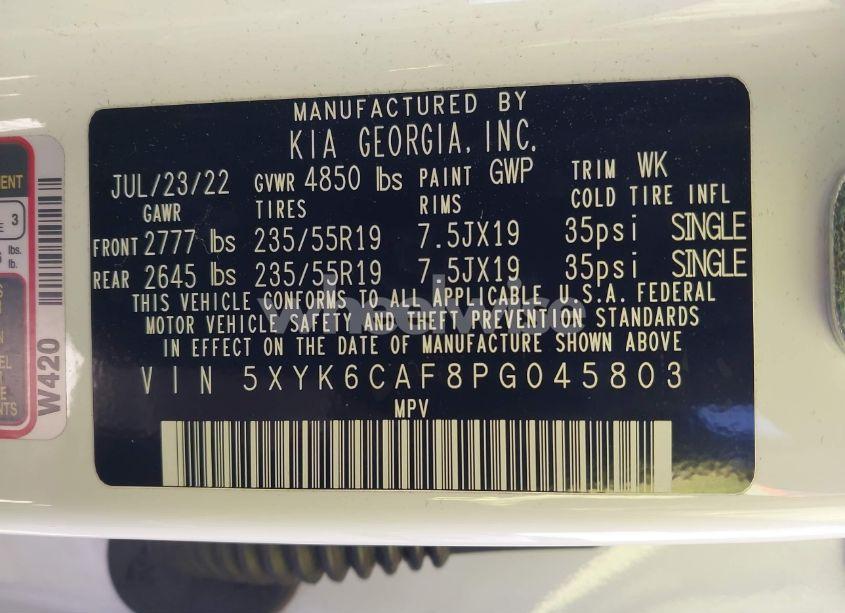 MANUFACTURED BY
KIA GEORGIA, INC.
JUL/23/22 GVWR 4850 lbs PAINT GWP TRIM WK
GAWR TIRES RIMS COLD TIRE INFL
FRONT 2777 lbs 235/55R19 7.5JX19 35psi SINGLE
REAR 2645 lbs 235/55R19 7.5JX19 35psi SINGLE
THIS VEHICLE CONFORMS TO ALL APPLICABLE U.S.A. FEDERAL
MOTOR VEHICLE SAFETY AND THEFT PREVENTION STANDARDS
IN EFFECT ON THE DATE OF MANUFACTURE SHOWN ABOVE
VIN 5XYK6CAF8PG045803
MPV
W420
3
lbs.
lb.